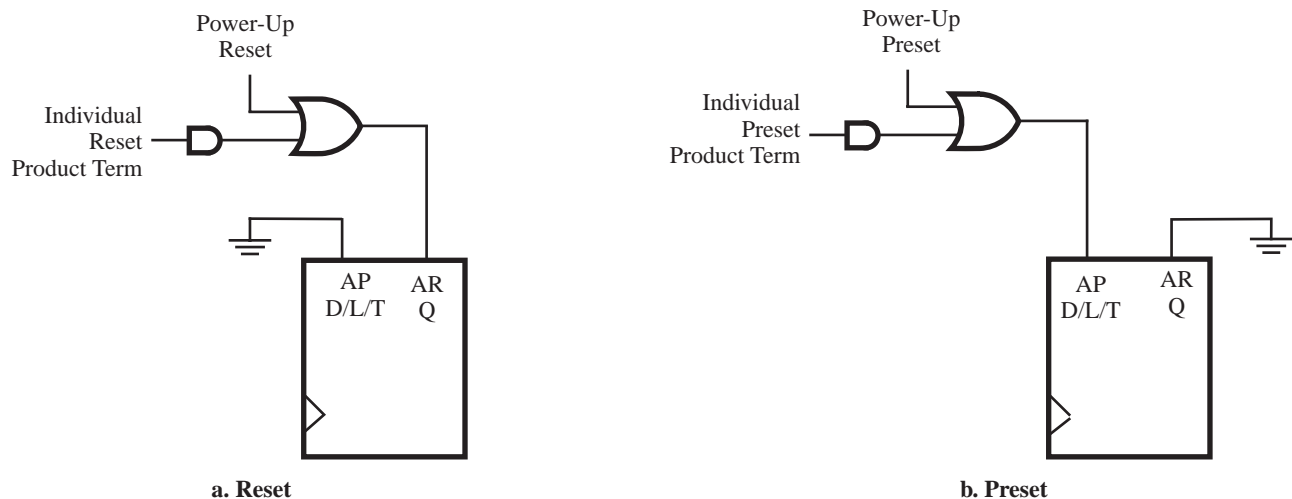 Power-Up
Reset
Individual
Reset
Product Term
AP
AR
D/L/T
Q
a. Reset
Power-Up
Preset
Individual
Preset
Product Term
AP
AR
D/L/T
Q
b. Preset